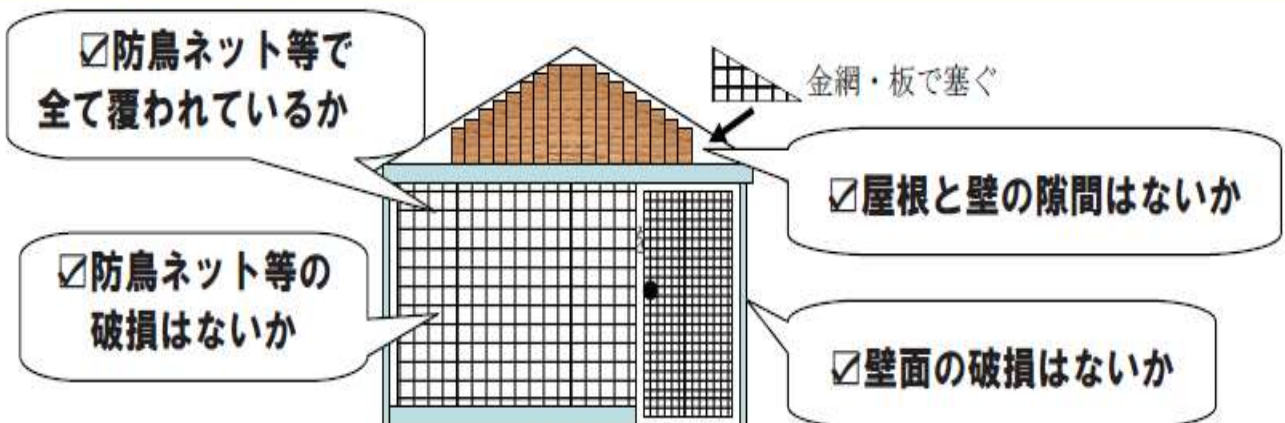 ☑防鳥ネット等で
全て覆われているか
金網・板で塞ぐ
☑屋根と壁の隙間はないか
☑防鳥ネット等の
破損はないか
☑壁面の破損はないか